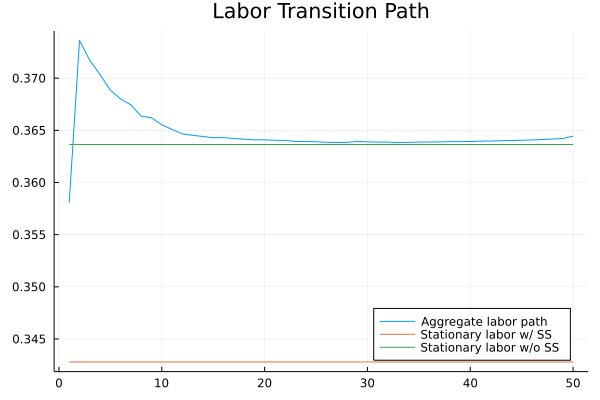 Labor Transition Path
0.370
0.365
0.360
0.355
0.350
0.345
Aggregate labor path
Stationary labor w/ SS
Stationary labor w/o SS
0 10 20 30 40 50